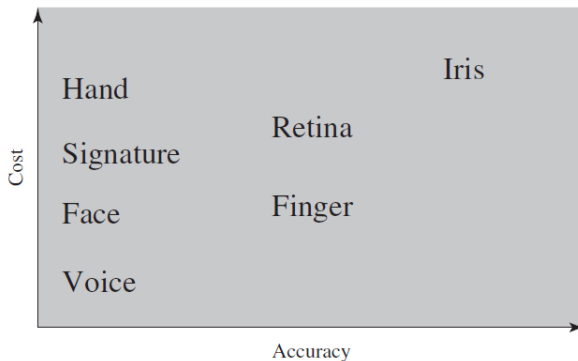 Iris
Hand
Retina
Signature
Finger
Face
Voice
Cost
Accuracy